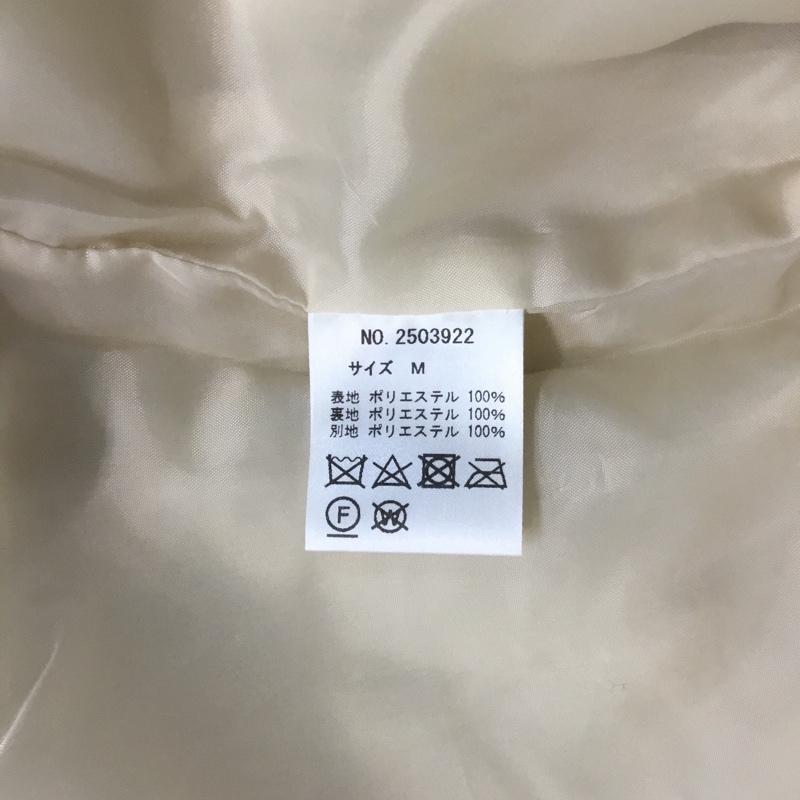 NO. 2503922
サイズ M
表地 ポリエステル 100%
裏地 ポリエステル 100%
別地 ポリエステル 100%
F W